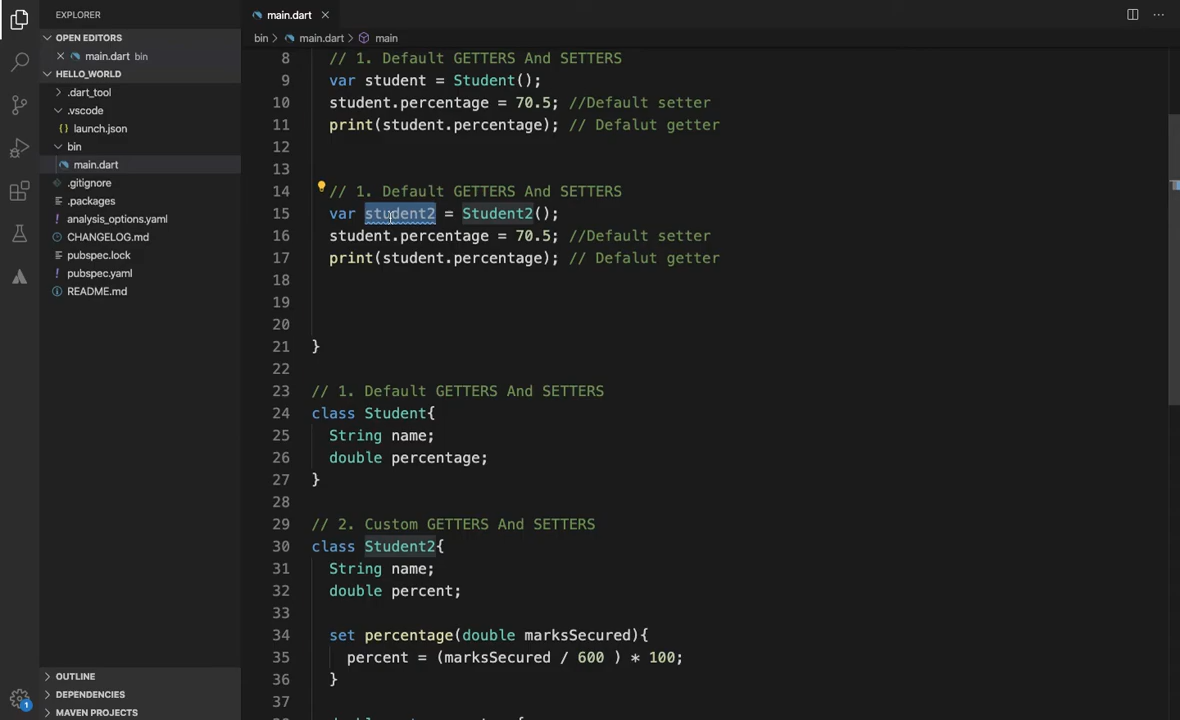 EXPLORER
OPEN EDITORS
main.dart bin
HELLO_WORLD
.dart_tool
.vscode
launch.json
bin
main.dart
.gitignore
.packages
analysis_options.yaml
CHANGELOG.md
pubspec.lock
pubspec.yaml
README.md
OUTLINE
DEPENDENCIES
MAVEN PROJECTS
1
main.dart
bin > main.dart > main
8 // 1. Default GETTERS And SETTERS
9 var student = Student();
10 student.percentage = 70.5; //Default setter
11 print(student.percentage); // Defalut getter
12
13
14 // 1. Default GETTERS And SETTERS
15 var student2 = Student2();
16 student.percentage = 70.5; //Default setter
17 print(student.percentage); // Defalut getter
18
19
20
21 }
22
23 // 1. Default GETTERS And SETTERS
24 class Student{
25 String name;
26 double percentage;
27 }
28
29 // 2. Custom GETTERS And SETTERS
30 class Student2{
31 String name;
32 double percent;
33
34 set percentage(double marksSecured){
35 percent = (marksSecured / 600 ) * 100;
36 }
37